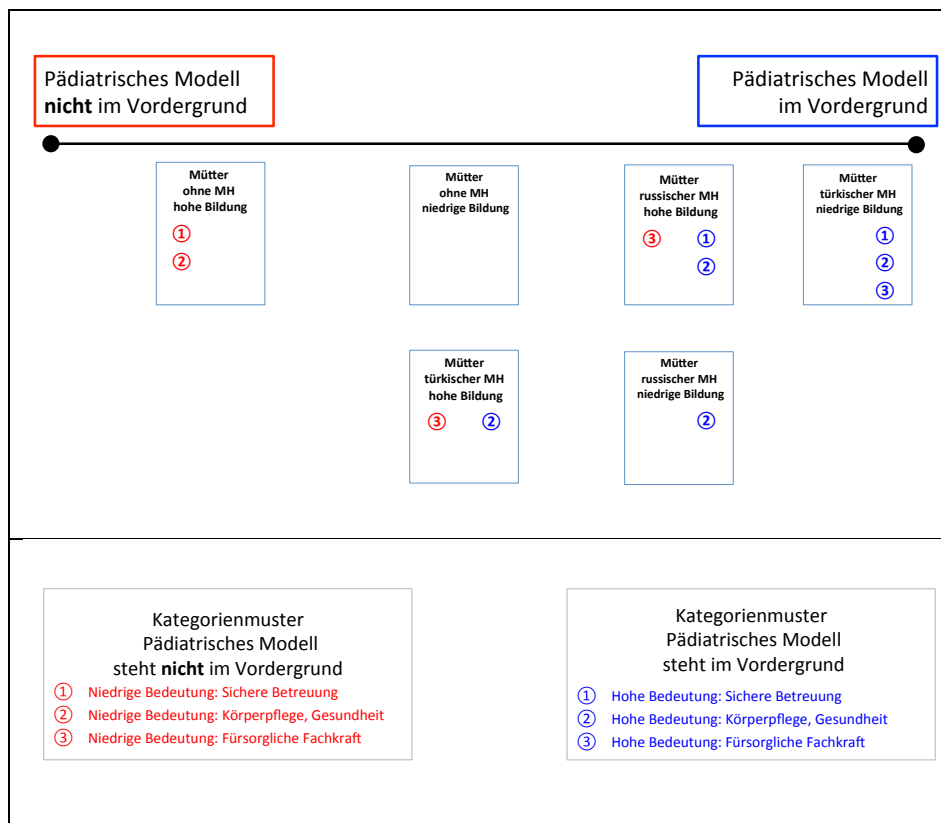 Pädiatrisches Modell
nicht im Vordergrund
Pädiatrisches Modell
im Vordergrund
Mütter
ohne MH
hohe Bildung
①
②
Mütter
ohne MH
niedrige Bildung
Mütter
russischer MH
hohe Bildung
③ ①
②
Mütter
türkischer MH
niedrige Bildung
①
②
③
Mütter
türkischer MH
hohe Bildung
③ ②
Mütter
russischer MH
niedrige Bildung
②
Kategorienmuster
Pädiatrisches Modell
steht nicht im Vordergrund
① Niedrige Bedeutung: Sichere Betreuung
② Niedrige Bedeutung: Körperpflege, Gesundheit
③ Niedrige Bedeutung: Fürsorgliche Fachkraft
Kategorienmuster
Pädiatrisches Modell
steht im Vordergrund
① Hohe Bedeutung: Sichere Betreuung
② Hohe Bedeutung: Körperpflege, Gesundheit
③ Hohe Bedeutung: Fürsorgliche Fachkraft